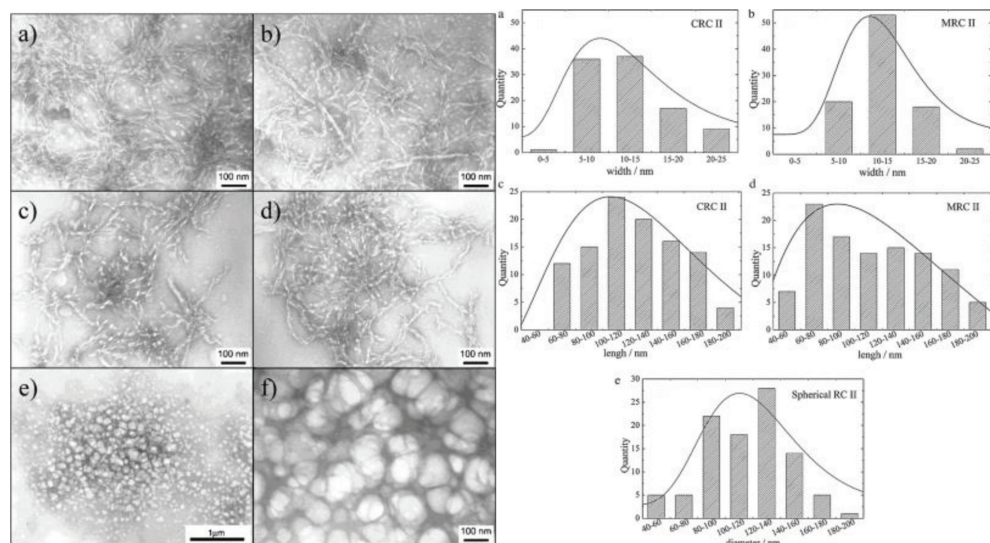 a)
100 nm
b)
100 nm
c)
100 nm
d)
100 nm
e)
1μm
f)
100 nm
a
CRC II
50
40
30
20
10
0
Quantity
0-5 5-10 10-15 15-20 20-25
width / nm
b
MRC II
50
40
30
20
10
0
Quantity
0-5 5-10 10-15 15-20 20-25
width / nm
c
CRC II
25
20
15
10
5
0
Quantity
40-60 60-80 80-100 100-120 120-140 140-160 160-180 180-200
lengh / nm
d
MRC II
25
20
15
10
5
0
Quantity
40-60 60-80 80-100 100-120 120-140 140-160 160-180 180-200
lengh / nm
e
Spherical RC II
30
25
20
15
10
5
0
Quantity
40-60 60-80 80-100 100-120 120-140 140-160 160-180 180-200
diameter / nm